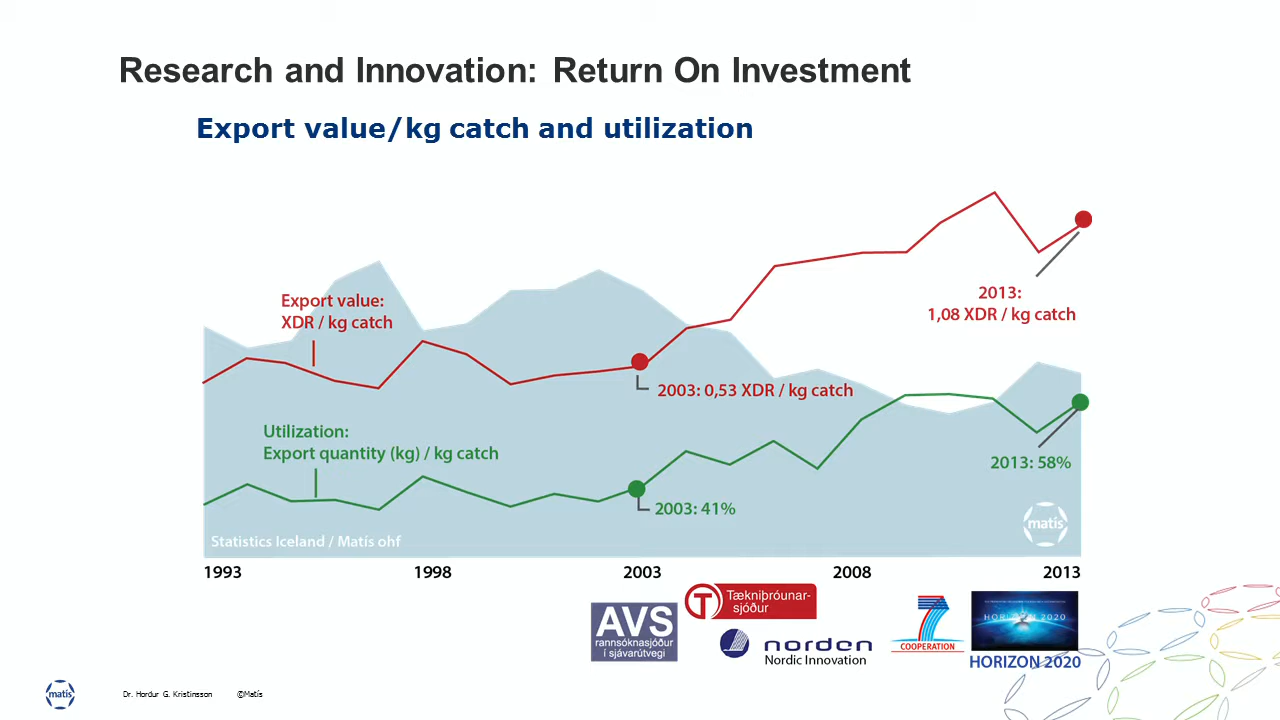 Research and Innovation: Return On Investment
Export value/kg catch and utilization
Export value:
XDR / kg catch
2013:
1,08 XDR / kg catch
2003: 0,53 XDR / kg catch
Utilization:
Export quantity (kg) / kg catch
2013: 58%
2003: 41%
matís
Statistics Iceland / Matís ohf
1993 1998 2003 2008 2013
AVS
rannsóknasjóður
í sjávarútvegi
T Tækniþróunar-
sjóður
norden
Nordic Innovation
7
COOPERATION
HORIZON 2020
HORIZON 2020
matís
Dr. Hordur G. Kristinsson ©Matís